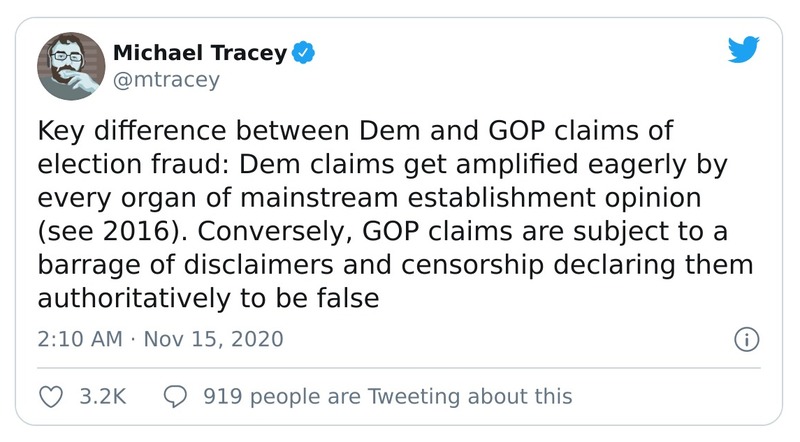 Michael Tracey
@mtracey
Key difference between Dem and GOP claims of
election fraud: Dem claims get amplified eagerly by
every organ of mainstream establishment opinion
(see 2016). Conversely, GOP claims are subject to a
barrage of disclaimers and censorship declaring them
authoritatively to be false
2:10 AM · Nov 15, 2020
3.2K 919 people are Tweeting about this